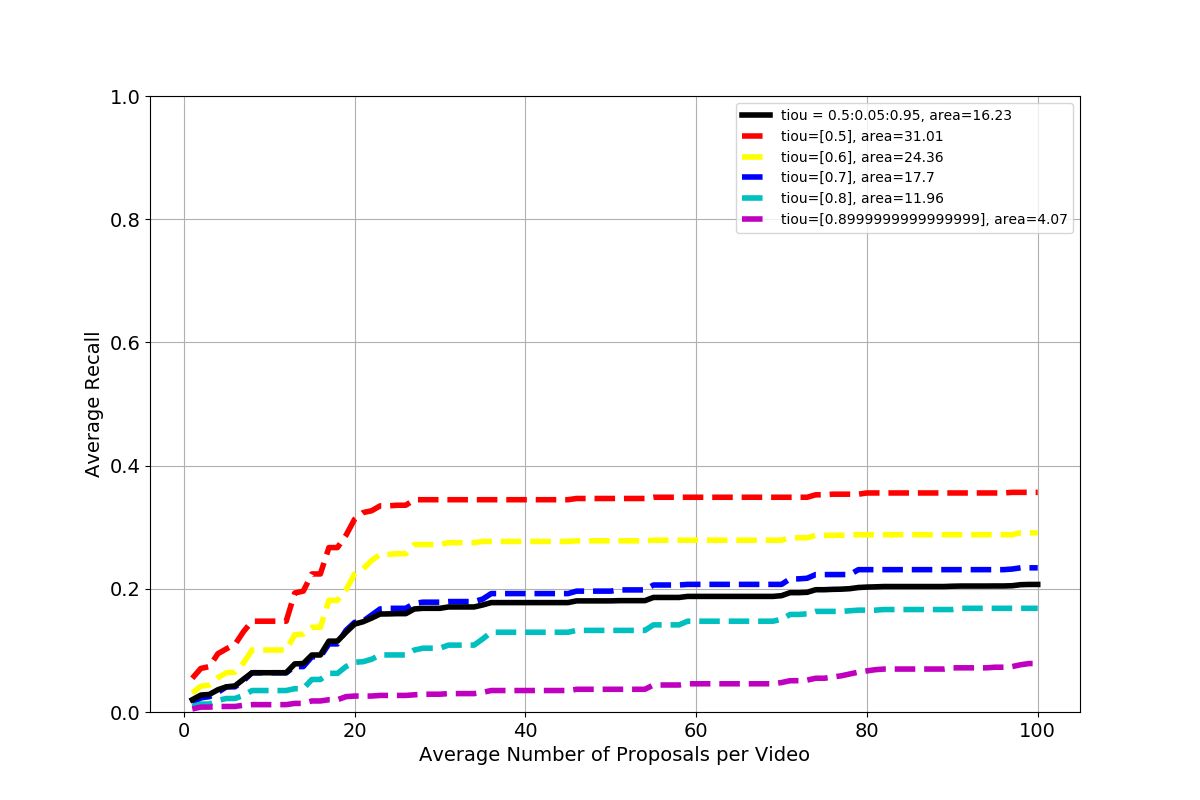 1.0
0.8
0.6
0.4
0.2
0.0
Average Recall
tiou = 0.5:0.05:0.95, area=16.23
tiou=[0.5], area=31.01
tiou=[0.6], area=24.36
tiou=[0.7], area=17.7
tiou=[0.8], area=11.96
tiou=[0.8999999999999999], area=4.07
0 20 40 60 80 100
Average Number of Proposals per Video